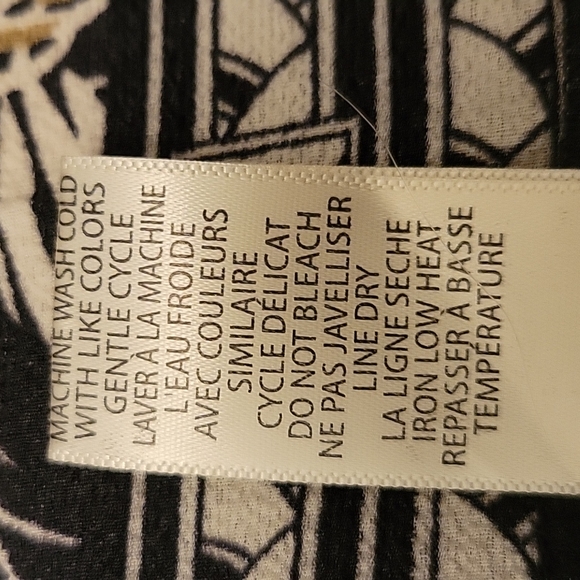 MACHINE WASH COLD
WITH LIKE COLORS
GENTLE CYCLE
LAVER À LA MACHINE
L'EAU FROIDE
AVEC COULEURS
SIMILAIRE
CYCLE DÉLICAT
DO NOT BLEACH
NE PAS JAVELLISER
LINE DRY
LA LIGNE SECHE
IRON LOW HEAT
REPASSER À BASSE
TEMPÉRATURE